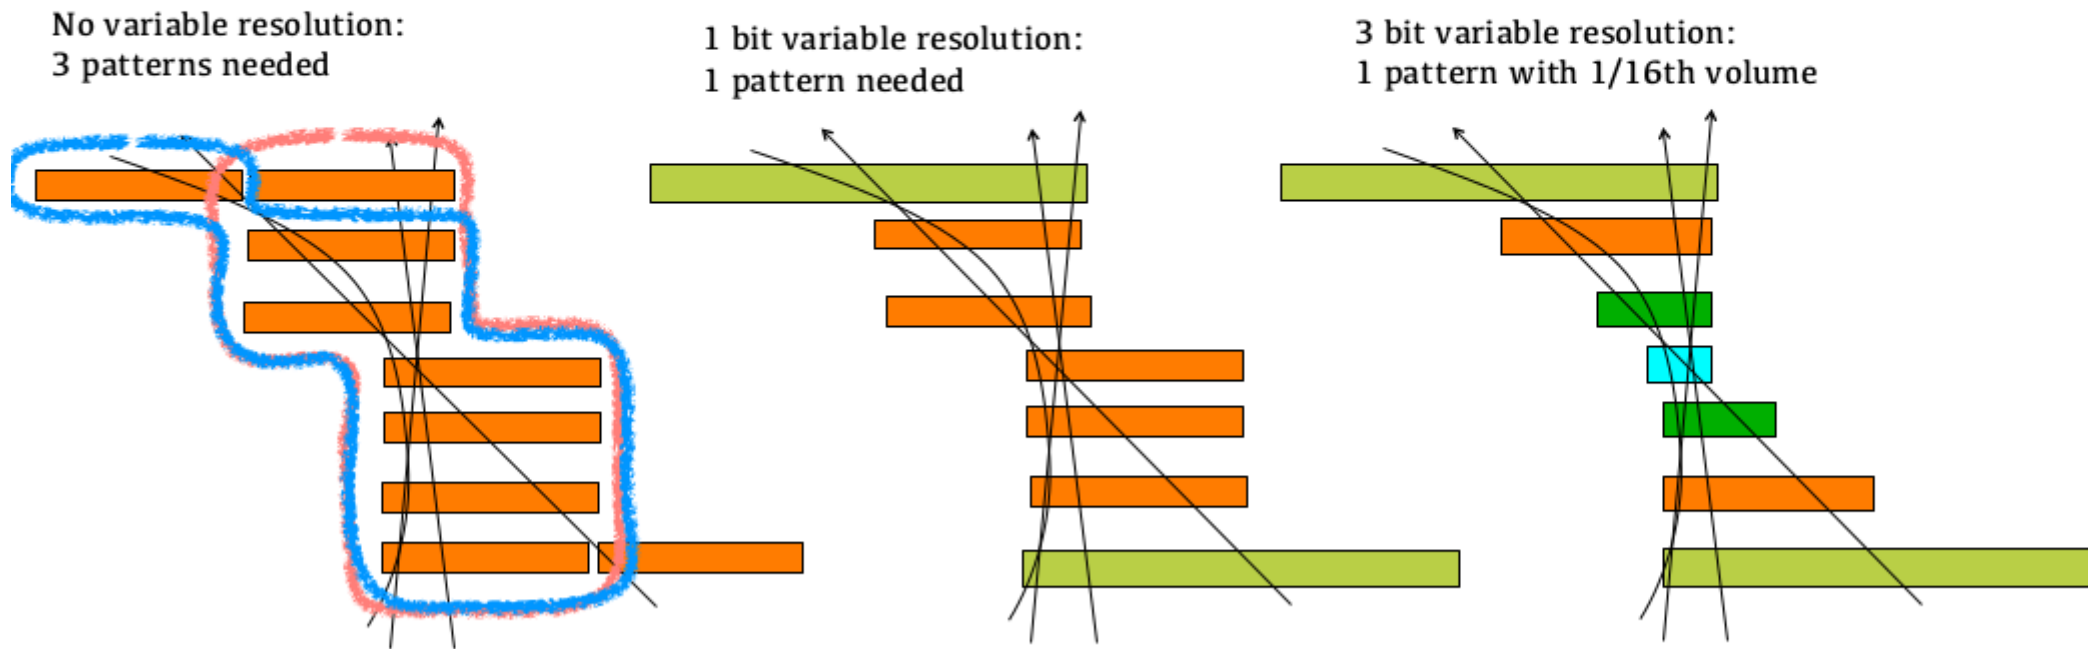 No variable resolution:
3 patterns needed
1 bit variable resolution:
1 pattern needed
3 bit variable resolution:
1 pattern with 1/16th volume